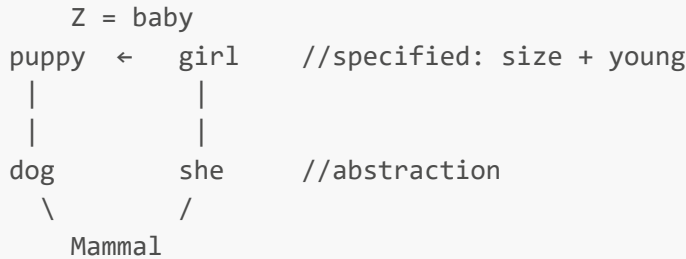 Z = baby
puppy ← girl //specified: size + young
| |
| |
dog she //abstraction
\ /
Mammal